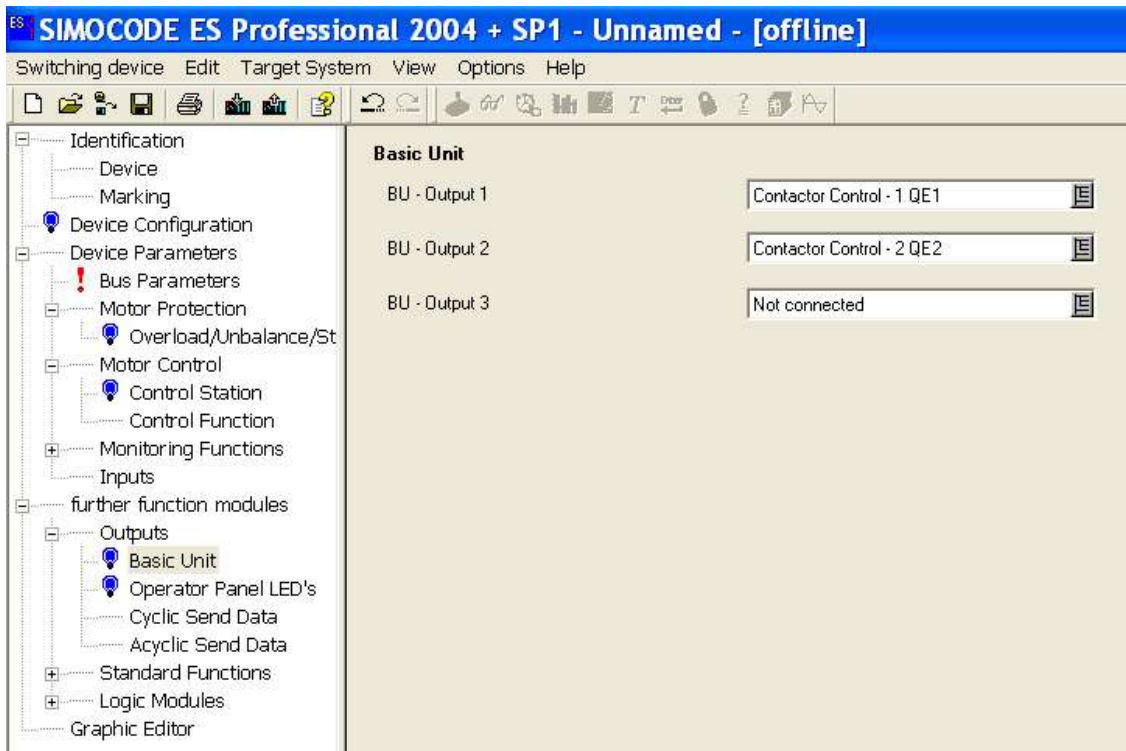 SIMOCODE ES Professional 2004 + SP1 - Unnamed - [offline]
Switching device Edit Target System View Options Help
Identification
Device
Marking
Device Configuration
Device Parameters
Bus Parameters
Motor Protection
Overload/Unbalance/St
Motor Control
Control Station
Control Function
Monitoring Functions
Inputs
further function modules
Outputs
Basic Unit
Operator Panel LED's
Cyclic Send Data
Acyclic Send Data
Standard Functions
Logic Modules
Graphic Editor
Basic Unit
BU - Output 1 Contactor Control - 1 QE1
BU - Output 2 Contactor Control - 2 QE2
BU - Output 3 Not connected